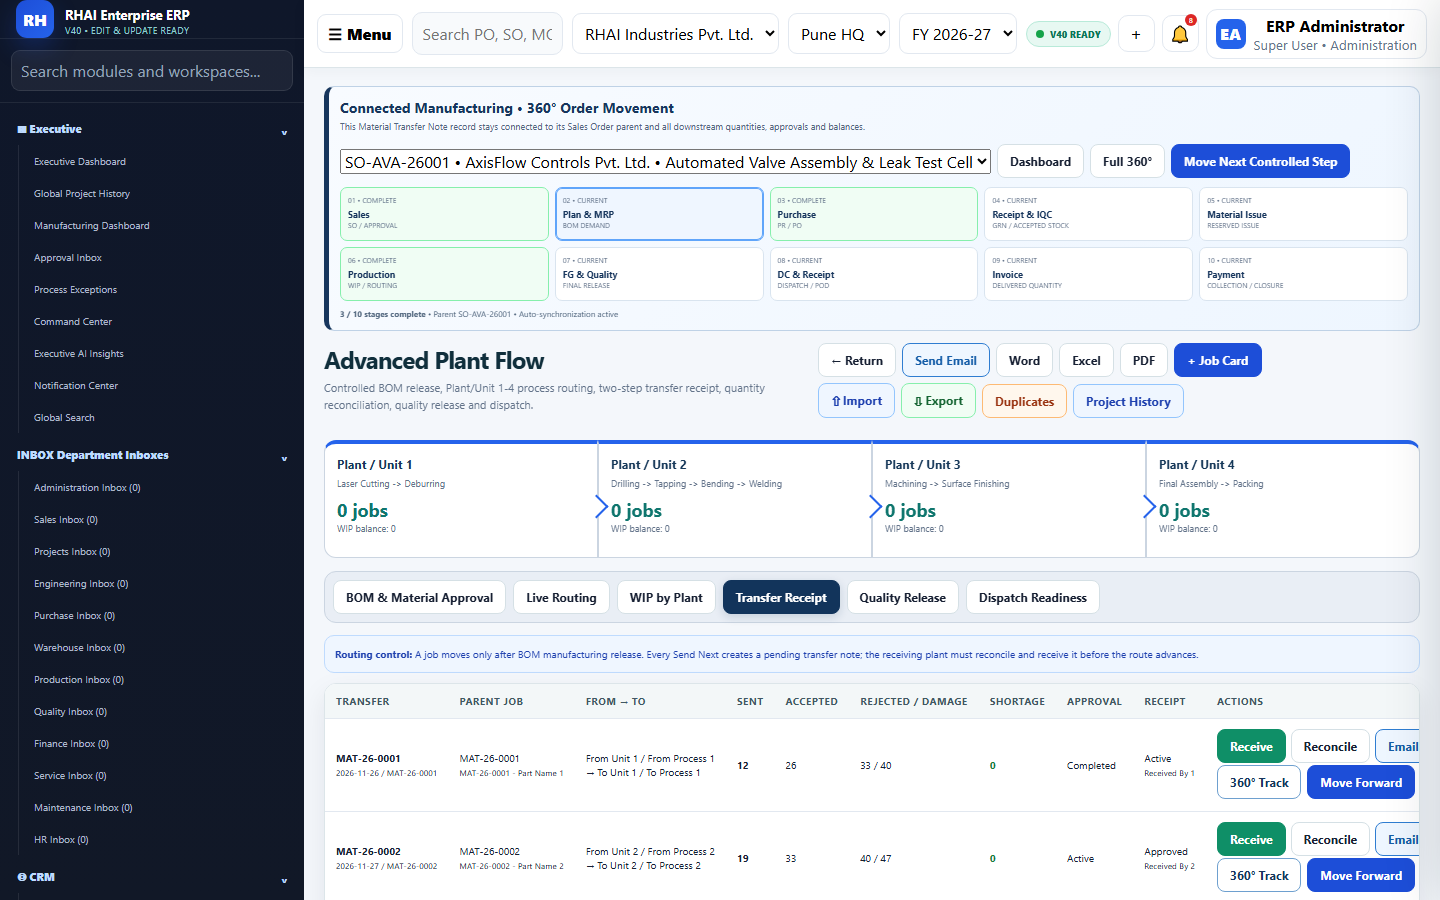 RH
RHAI Enterprise ERP
V40 • EDIT & UPDATE READY
Search modules and workspaces...
Executive
Executive Dashboard
Global Project History
Manufacturing Dashboard
Approval Inbox
Process Exceptions
Command Center
Executive AI Insights
Notification Center
Global Search
INBOX Department Inboxes
Administration Inbox (0)
Sales Inbox (0)
Projects Inbox (0)
Engineering Inbox (0)
Purchase Inbox (0)
Warehouse Inbox (0)
Production Inbox (0)
Quality Inbox (0)
Finance Inbox (0)
Service Inbox (0)
Maintenance Inbox (0)
HR Inbox (0)
CRM
☰ Menu
Search PO, SO, MC
RHAI Industries Pvt. Ltd.
Pune HQ
FY 2026-27
V40 READY
+
8
EA
ERP Administrator
Super User • Administration
Connected Manufacturing • 360° Order Movement
This Material Transfer Note record stays connected to its Sales Order parent and all downstream quantities, approvals and balances.
SO-AVA-26001 • AxisFlow Controls Pvt. Ltd. • Automated Valve Assembly & Leak Test Cell
Dashboard
Full 360°
Move Next Controlled Step
01 • COMPLETE
Sales
SO / APPROVAL
02 • CURRENT
Plan & MRP
BOM DEMAND
03 • COMPLETE
Purchase
PR / PO
04 • CURRENT
Receipt & IQC
GRN / ACCEPTED STOCK
05 • CURRENT
Material Issue
RESERVED ISSUE
06 • COMPLETE
Production
WIP / ROUTING
07 • CURRENT
FG & Quality
FINAL RELEASE
08 • CURRENT
DC & Receipt
DISPATCH / POD
09 • CURRENT
Invoice
DELIVERED QUANTITY
10 • CURRENT
Payment
COLLECTION / CLOSURE
3 / 10 stages complete • Parent SO-AVA-26001 • Auto-synchronization active
Advanced Plant Flow
Controlled BOM release, Plant/Unit 1-4 process routing, two-step transfer receipt, quantity
reconciliation, quality release and dispatch.
← Return
Send Email
Word
Excel
PDF
+ Job Card
⇧ Import
⇩ Export
Duplicates
Project History
Plant / Unit 1
Laser Cutting -> Deburring
0 jobs
WIP balance: 0
Plant / Unit 2
Drilling -> Tapping -> Bending -> Welding
0 jobs
WIP balance: 0
Plant / Unit 3
Machining -> Surface Finishing
0 jobs
WIP balance: 0
Plant / Unit 4
Final Assembly -> Packing
0 jobs
WIP balance: 0
BOM & Material Approval
Live Routing
WIP by Plant
Transfer Receipt
Quality Release
Dispatch Readiness
Routing control: A job moves only after BOM manufacturing release. Every Send Next creates a pending transfer note; the receiving plant must reconcile and receive it before the route advances.
TRANSFER PARENT JOB FROM → TO SENT ACCEPTED REJECTED / DAMAGE SHORTAGE APPROVAL RECEIPT ACTIONS
MAT-26-0001
2026-11-26 / MAT-26-0001
MAT-26-0001
MAT-26-0001 · Part Name 1
From Unit 1 / From Process 1
→ To Unit 1 / To Process 1
12
26
33 / 40
0
Completed
Active
Received By 1
Receive
Reconcile
Email
360° Track
Move Forward
MAT-26-0002
2026-11-27 / MAT-26-0002
MAT-26-0002
MAT-26-0002 · Part Name 2
From Unit 2 / From Process 2
→ To Unit 2 / To Process 2
19
33
40 / 47
0
Active
Approved
Received By 2
Receive
Reconcile
Email
360° Track
Move Forward